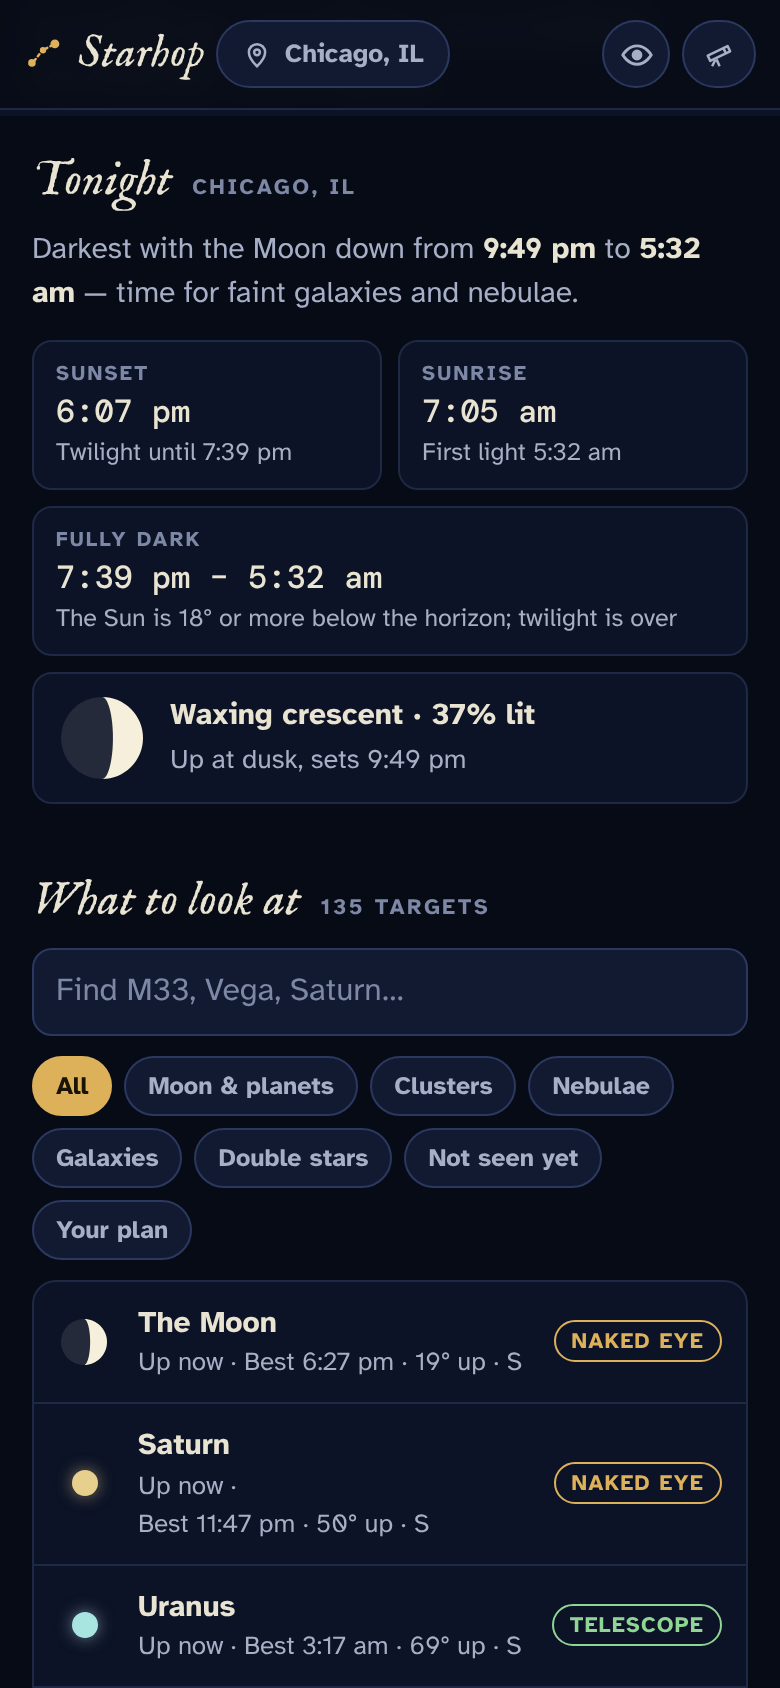 Starhop
Chicago, IL
Tonight CHICAGO, IL
Darkest with the Moon down from 9:49 pm to 5:32
am — time for faint galaxies and nebulae.
SUNSET
6:07 pm
Twilight until 7:39 pm
SUNRISE
7:05 am
First light 5:32 am
FULLY DARK
7:39 pm – 5:32 am
The Sun is 18° or more below the horizon; twilight is over
Waxing crescent · 37% lit
Up at dusk, sets 9:49 pm
What to look at 135 TARGETS
Find M33, Vega, Saturn…
All
Moon & planets
Clusters
Nebulae
Galaxies
Double stars
Not seen yet
Your plan
The Moon
Up now · Best 6:27 pm · 19° up · S
NAKED EYE
Saturn
Up now ·
Best 11:47 pm · 50° up · S
NAKED EYE
Uranus
Up now · Best 3:17 am · 69° up · S
TELESCOPE